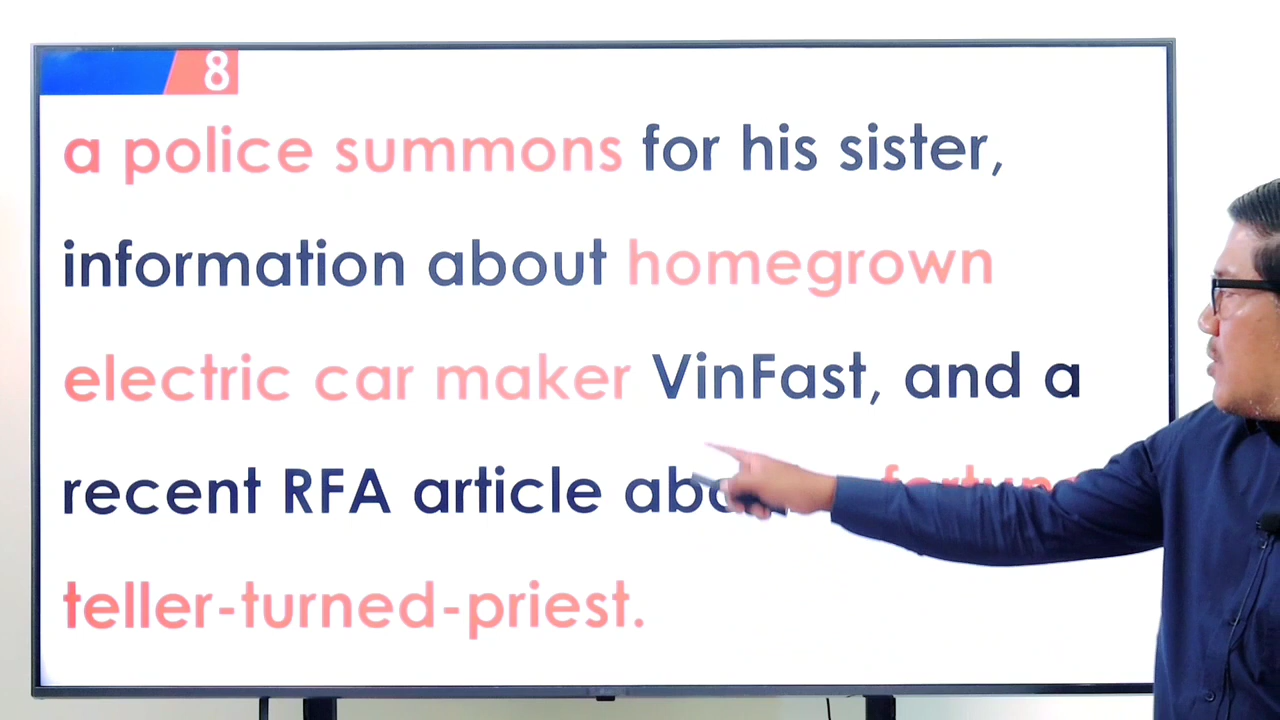 8
a police summons for his sister,
information about homegrown
electric car maker VinFast, and a
recent RFA article
teller-turned-priest.